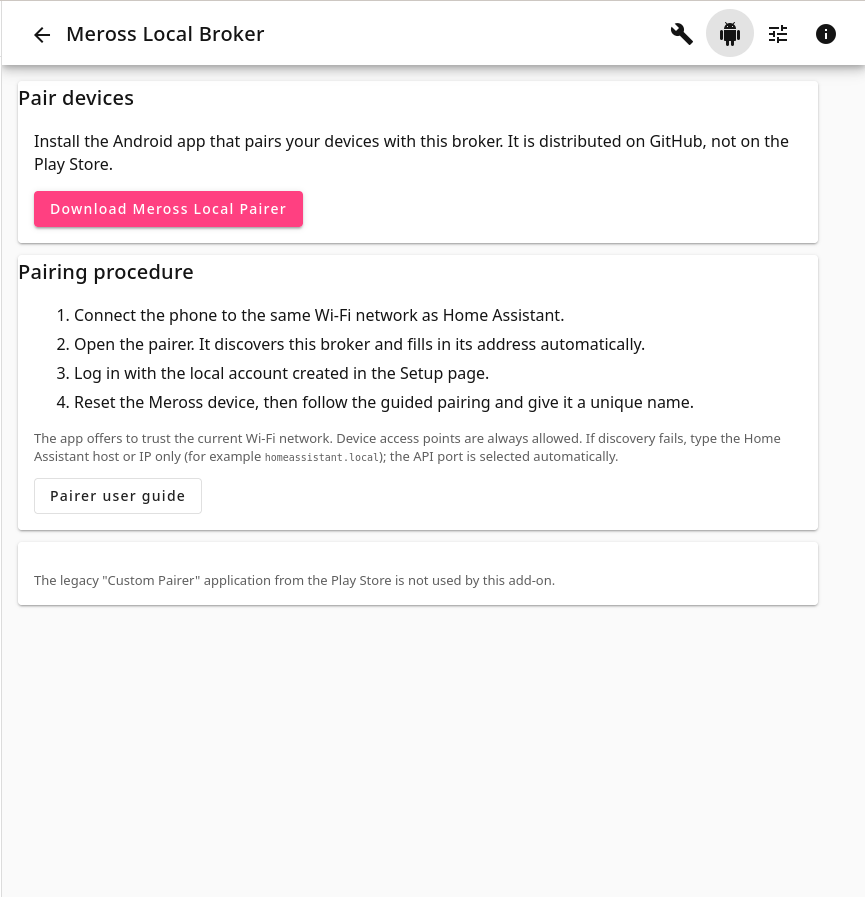 Meross Local Broker
Pair devices
Install the Android app that pairs your devices with this broker. It is distributed on GitHub, not on the
Play Store.
Download Meross Local Pairer
Pairing procedure
1. Connect the phone to the same Wi-Fi network as Home Assistant.
2. Open the pairer. It discovers this broker and fills in its address automatically.
3. Log in with the local account created in the Setup page.
4. Reset the Meross device, then follow the guided pairing and give it a unique name.
The app offers to trust the current Wi-Fi network. Device access points are always allowed. If discovery fails, type the Home
Assistant host or IP only (for example homeassistant.local); the API port is selected automatically.
Pairer user guide
The legacy "Custom Pairer" application from the Play Store is not used by this add-on.